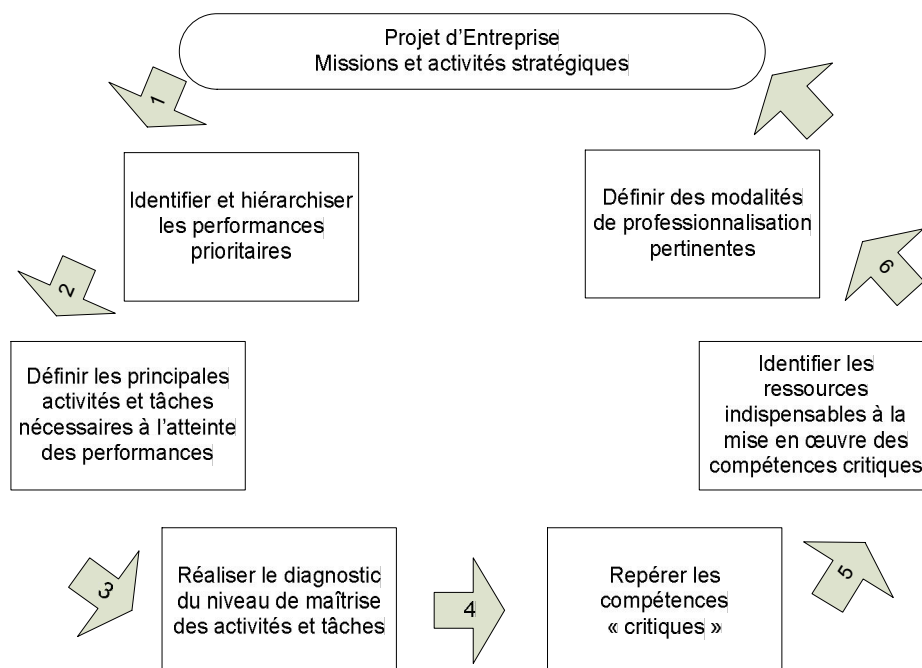 Projet d’Entreprise
Missions et activités stratégiques
1
Identifier et hiérarchiser
les performances
prioritaires
2
Définir les principales
activités et tâches
nécessaires à l’atteinte
des performances
3
Réaliser le diagnostic
du niveau de maîtrise
des activités et tâches
4
Repérer les
compétences
« critiques »
5
Identifier les
ressources
indispensables à la
mise en œuvre des
compétences critiques
6
Définir des modalités
de professionnalisation
pertinentes